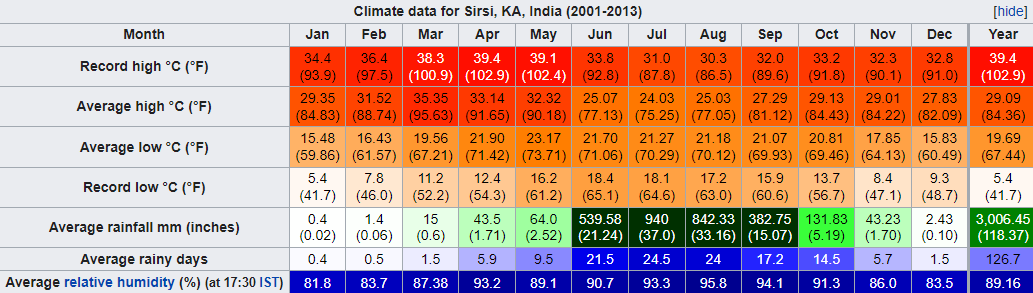 Climate data for Sirsi, KA, India (2001-2013) [hide]
Month Jan Feb Mar Apr May Jun Jul Aug Sep Oct Nov Dec Year
Record high °C (°F) 34.4 36.4 38.3 39.4 39.1 33.8 31.0 30.3 32.0 33.2 32.3 32.8 39.4
(93.9) (97.5) (100.9) (102.9) (102.4) (92.8) (87.8) (86.5) (89.6) (91.8) (90.1) (91.0) (102.9)
Average high °C (°F) 29.35 31.52 35.35 33.14 32.32 25.07 24.03 25.03 27.29 29.13 29.01 27.83 29.09
(84.83) (88.74) (95.63) (91.65) (90.18) (77.13) (75.25) (77.05) (81.12) (84.43) (84.22) (82.09) (84.36)
Average low °C (°F) 15.48 16.43 19.56 21.90 23.17 21.70 21.27 21.18 21.07 20.81 17.85 15.83 19.69
(59.86) (61.57) (67.21) (71.42) (73.71) (71.06) (70.29) (70.12) (69.93) (69.46) (64.13) (60.49) (67.44)
Record low °C (°F) 5.4 7.8 11.2 12.4 16.2 18.4 18.1 17.2 15.9 13.7 8.4 9.3 5.4
(41.7) (46.0) (52.2) (54.3) (61.2) (65.1) (64.6) (63.0) (60.6) (56.7) (47.1) (48.7) (41.7)
Average rainfall mm (inches) 0.4 1.4 15 43.5 64.0 539.58 940 842.33 382.75 131.83 43.23 2.43 3,006.45
(0.02) (0.06) (0.6) (1.71) (2.52) (21.24) (37.0) (33.16) (15.07) (5.19) (1.70) (0.10) (118.37)
Average rainy days 0.4 0.5 1.5 5.9 9.5 21.5 24.5 24 17.2 14.5 5.7 1.5 126.7
Average relative humidity (%) (at 17:30 IST) 81.8 83.7 87.38 93.2 89.1 90.7 93.3 95.8 94.1 91.3 86.0 83.5 89.16